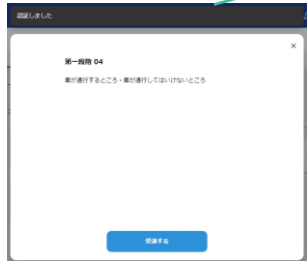 認証しました
×
第一段階 04
車が通行するところ・車が通行してはいけないところ
受講する